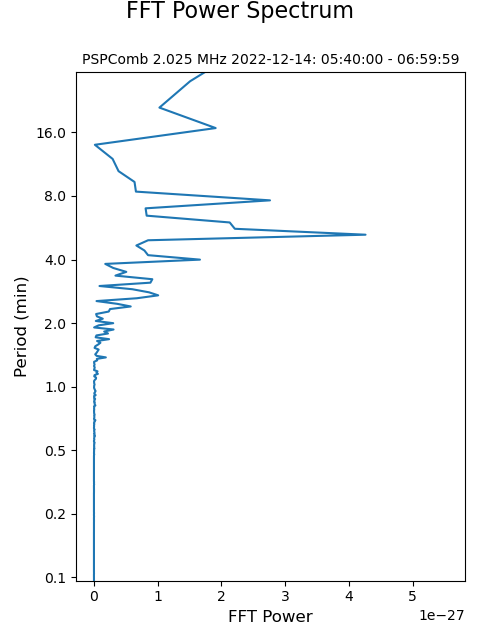 FFT Power Spectrum
PSPComb 2.025 MHz 2022-12-14: 05:40:00 - 06:59:59
16.0
8.0
4.0
2.0
1.0
0.5
0.2
0.1
Period (min)
0 1 2 3 4 5
1e−27
FFT Power